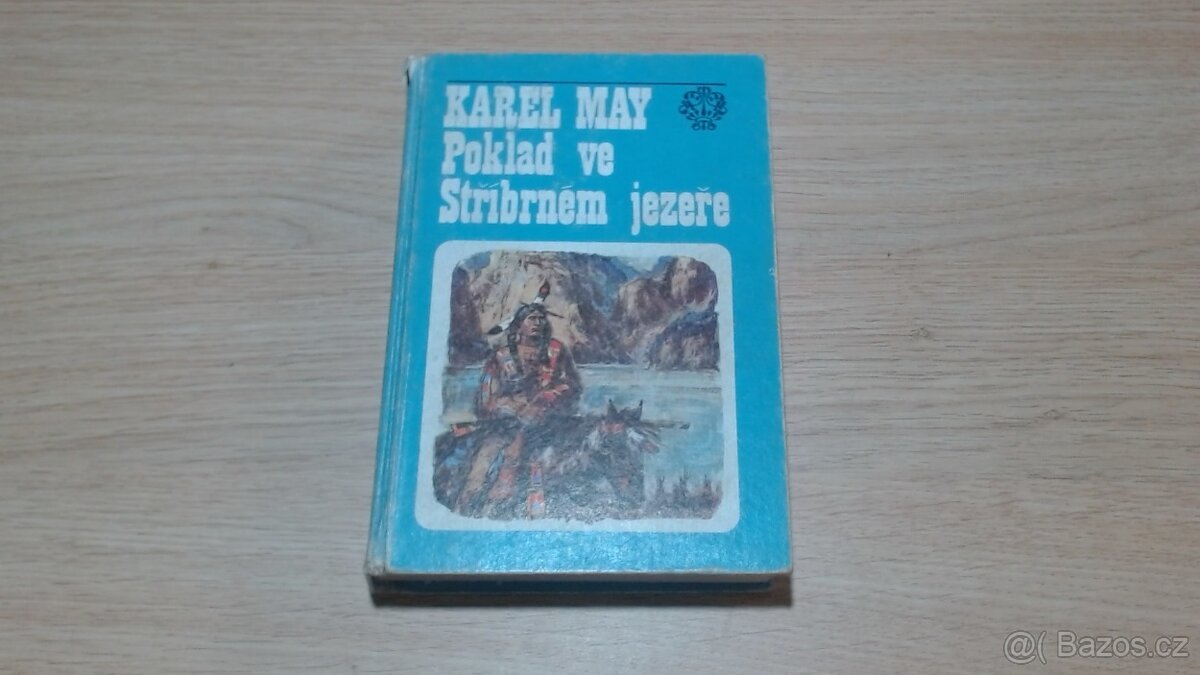 KAREL MAY
Poklad ve
Stříbrném jezeře
@( Bazos.cz